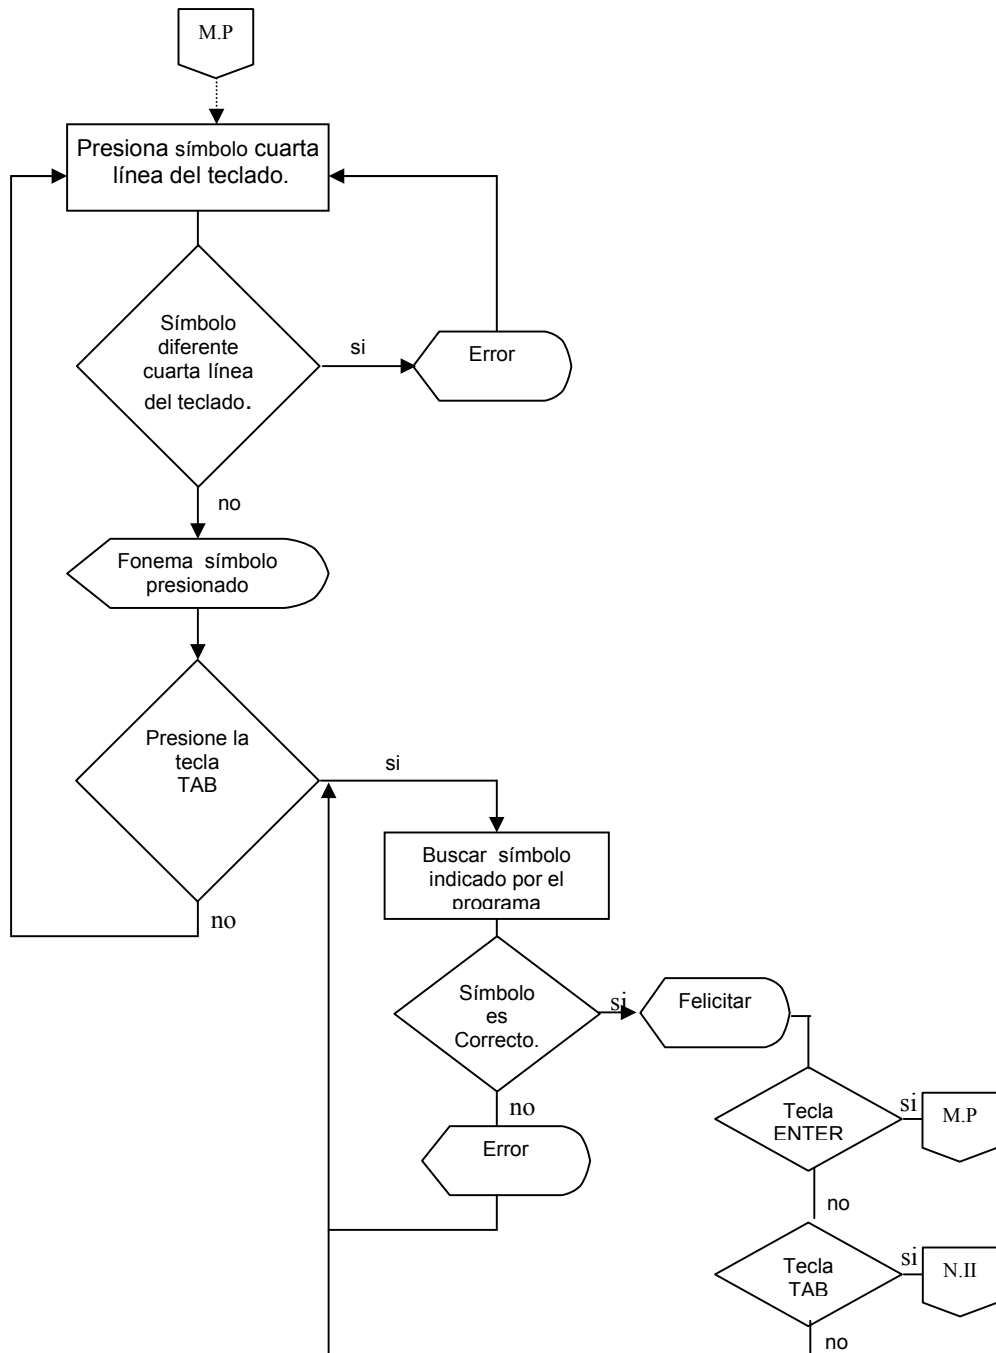 M.P
Presiona símbolo cuarta
línea del teclado.
Símbolo
diferente
cuarta línea
del teclado.
si
Error
no
Fonema símbolo
presionado
Presione la
tecla
TAB
si
no
Buscar símbolo
indicado por el
programa
Símbolo
es
Correcto.
si
Felicitar
no
Error
Tecla
ENTER
si
M.P
no
Tecla
TAB
si
N.II
no